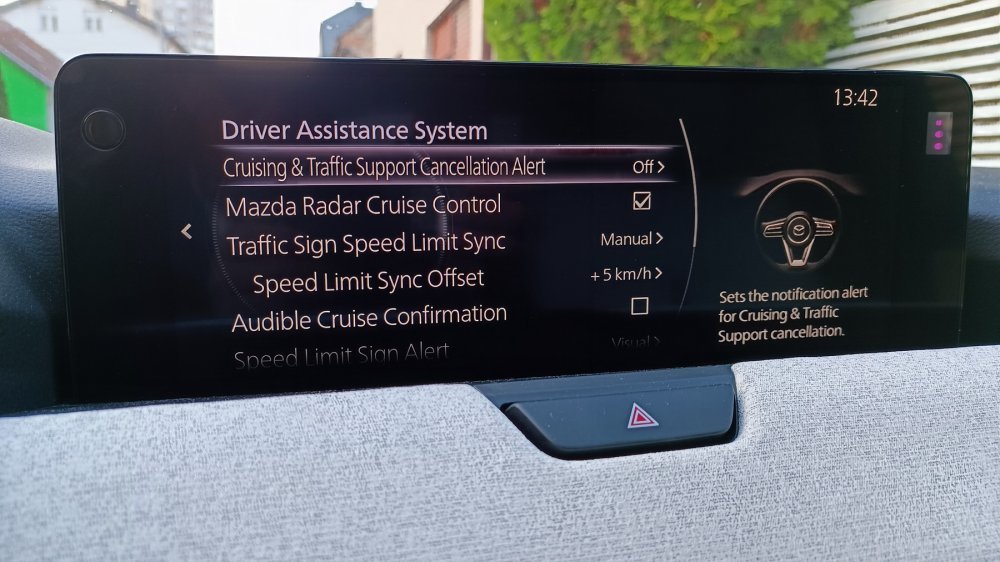 13:42
Driver Assistance System
Cruising & Traffic Support Cancellation Alert Off >
Mazda Radar Cruise Control
Traffic Sign Speed Limit Sync Manual >
Speed Limit Sync Offset +5 km/h >
Audible Cruise Confirmation
Speed Limit Sign Alert Visual >
Sets the notification alert
for Cruising & Traffic
Support cancellation.